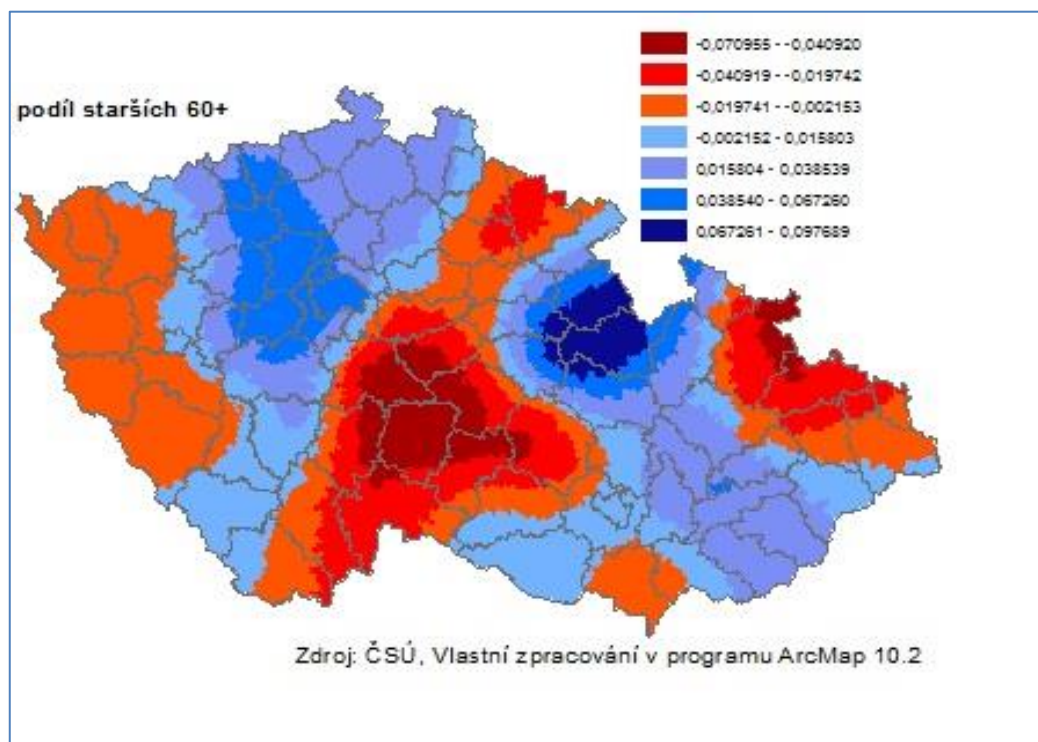 -0,070955 - -0,040920
-0,040919 - -0,019742
-0,019741 - -0,002153
-0,002152 - 0,015803
0,015804 - 0,038539
0,038540 - 0,067260
0,067261 - 0,097689
podíl starších 60+
Zdroj: ČSÚ, Vlastní zpracování v programu ArcMap 10.2